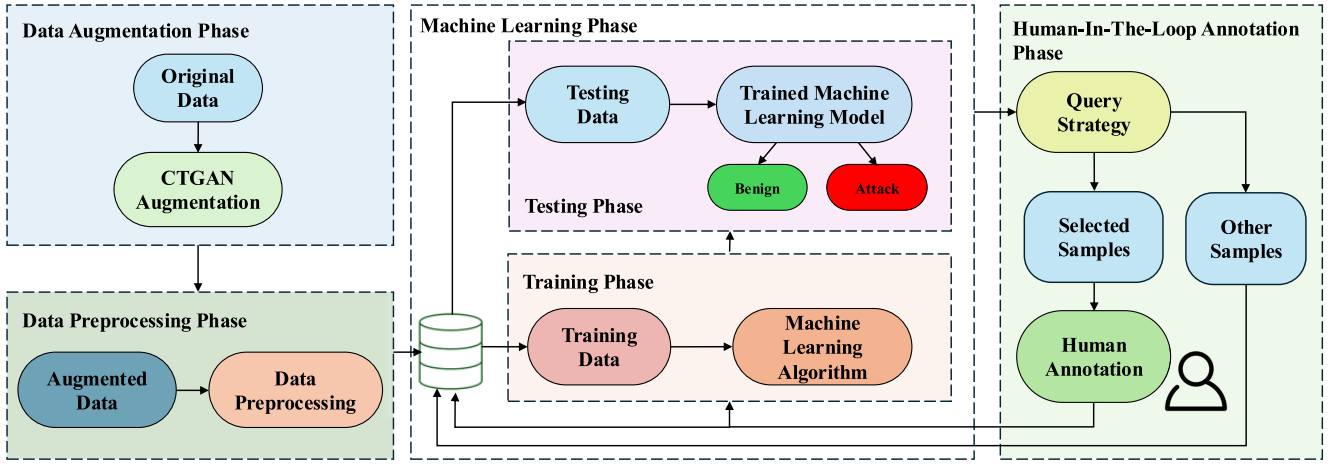 Data Augmentation Phase
Original
Data
CTGAN
Augmentation
Data Preprocessing Phase
Augmented
Data
Data
Preprocessing
Machine Learning Phase
Testing
Data
Trained Machine
Learning Model
Benign
Attack
Testing Phase
Training Phase
Training
Data
Machine
Learning
Algorithm
Human-In-The-Loop Annotation
Phase
Query
Strategy
Selected
Samples
Other
Samples
Human
Annotation